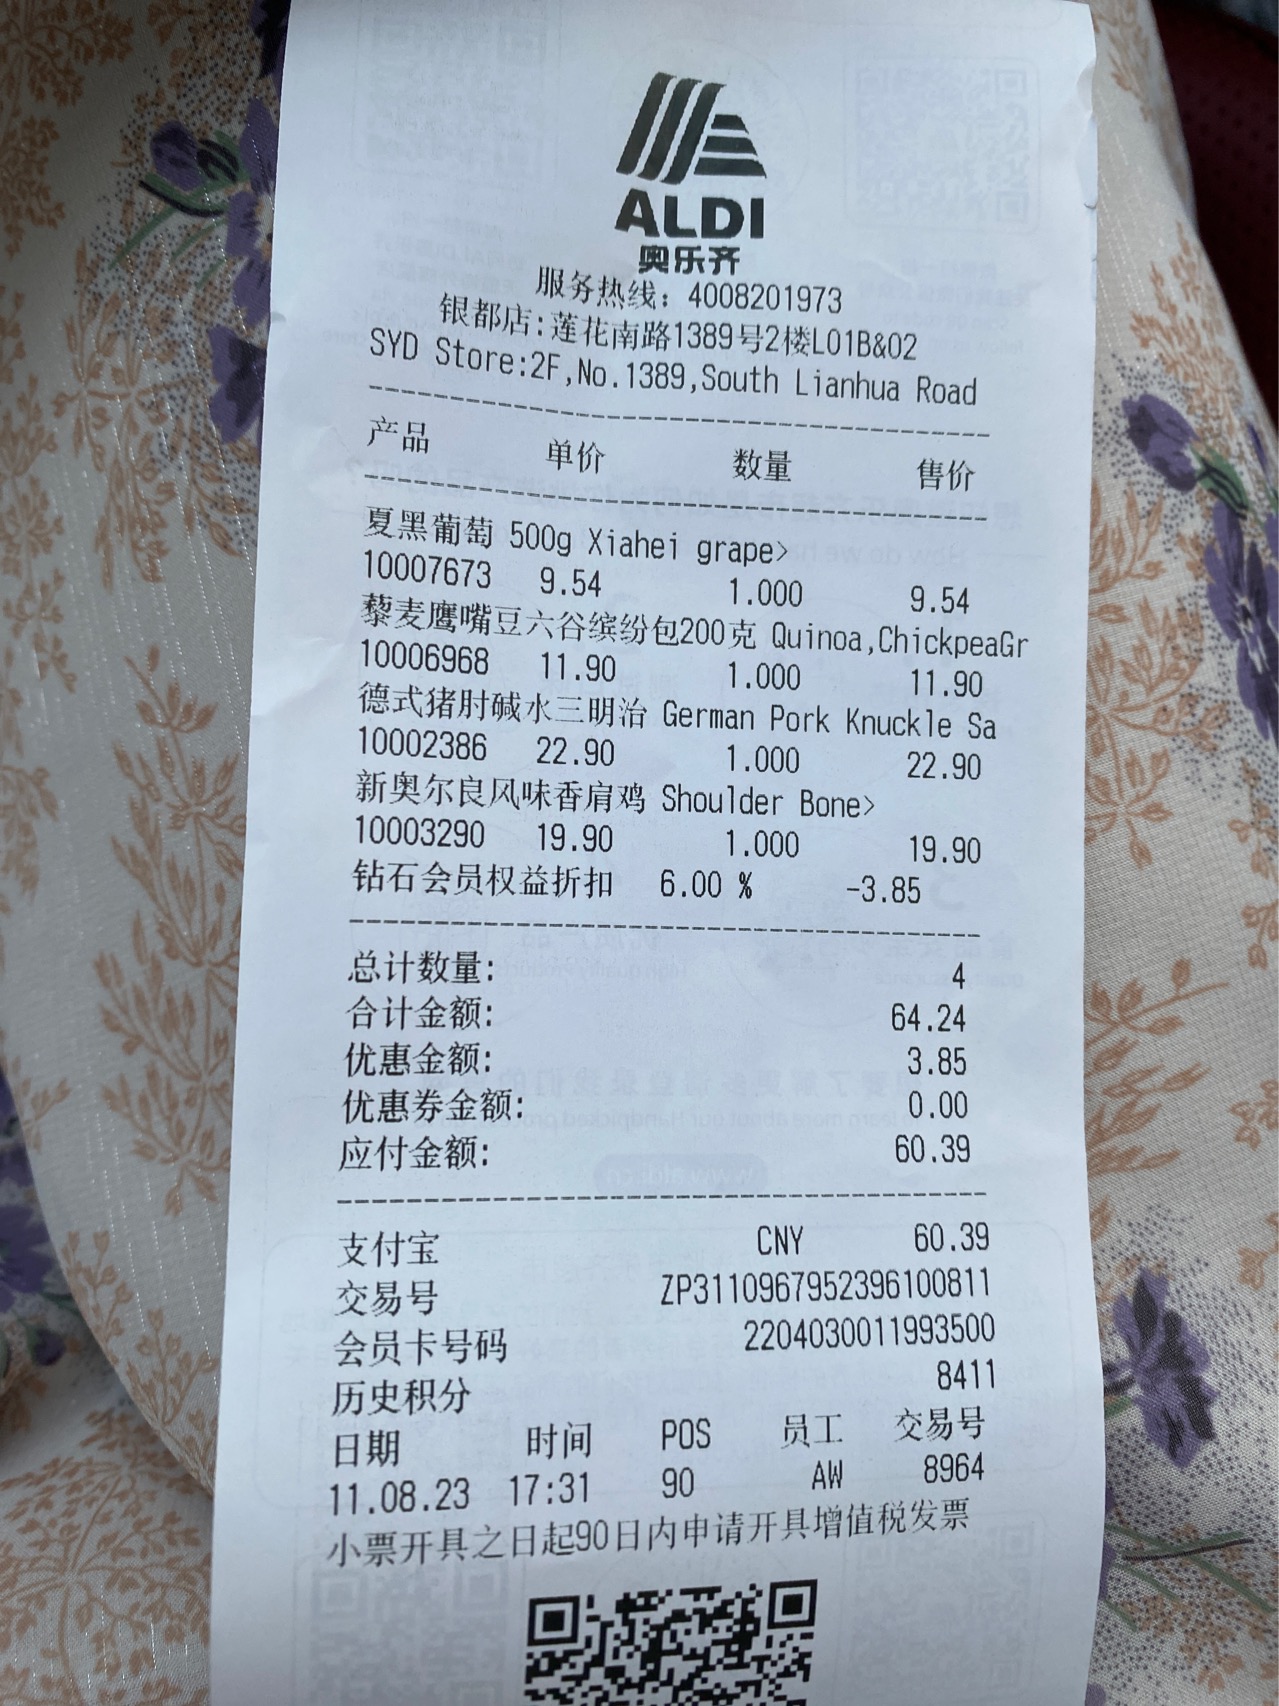 ALDI
奥乐齐
服务热线：4008201973
银都店:莲花南路1389号2楼L01B&02
SYD Store:2F,No.1389,South Lianhua Road
产品 单价 数量 售价
夏黑葡萄 500g Xiahei grape>
10007673 9.54 1.000 9.54
藜麦鹰嘴豆六谷缤纷包200克 Quinoa,ChickpeaGr
10006968 11.90 1.000 11.90
德式猪肘碱水三明治 German Pork Knuckle Sa
10002386 22.90 1.000 22.90
新奥尔良风味香肩鸡 Shoulder Bone>
10003290 19.90 1.000 19.90
钻石会员权益折扣 6.00 % -3.85
总计数量: 4
合计金额: 64.24
优惠金额: 3.85
优惠券金额: 0.00
应付金额: 60.39
支付宝 CNY 60.39
交易号 ZP3110967952396100811
会员卡号码 2204030011993500
历史积分 8411
日期 时间 POS 员工 交易号
11.08.23 17:31 90 AW 8964
小票开具之日起90日内申请开具增值税发票